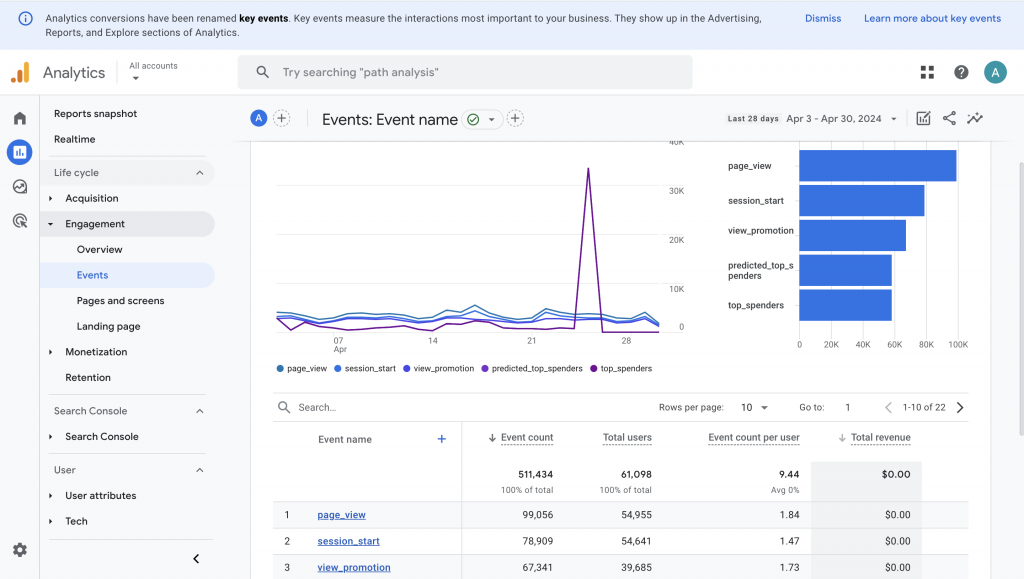 Analytics conversions have been renamed key events. Key events measure the interactions most important to your business. They show up in the Advertising,
Reports, and Explore sections of Analytics.
Dismiss
Learn more about key events
Analytics
All accounts
Try searching "path analysis"
A
Reports snapshot
Realtime
Life cycle
Acquisition
Engagement
Overview
Events
Pages and screens
Landing page
Monetization
Retention
Search Console
Search Console
User
User attributes
Tech
A
Events: Event name
Last 28 days Apr 3 - Apr 30, 2024
40K
30K
20K
10K
0
07
Apr
14
21
28
page_view
session_start
view_promotion
predicted_top_spenders
top_spenders
page_view
session_start
view_promotion
predicted_top_s
penders
top_spenders
0
20K
40K
60K
80K
100K
Search...
Rows per page: 10
Go to: 1
1-10 of 22
Event name
+
Event count
Total users
Event count per user
Total revenue
511,434
61,098
9.44
$0.00
100% of total
100% of total
Avg 0%
1 page_view 99,056 54,955 1.84 $0.00
2 session_start 78,909 54,641 1.47 $0.00
3 view_promotion 67,341 39,685 1.73 $0.00